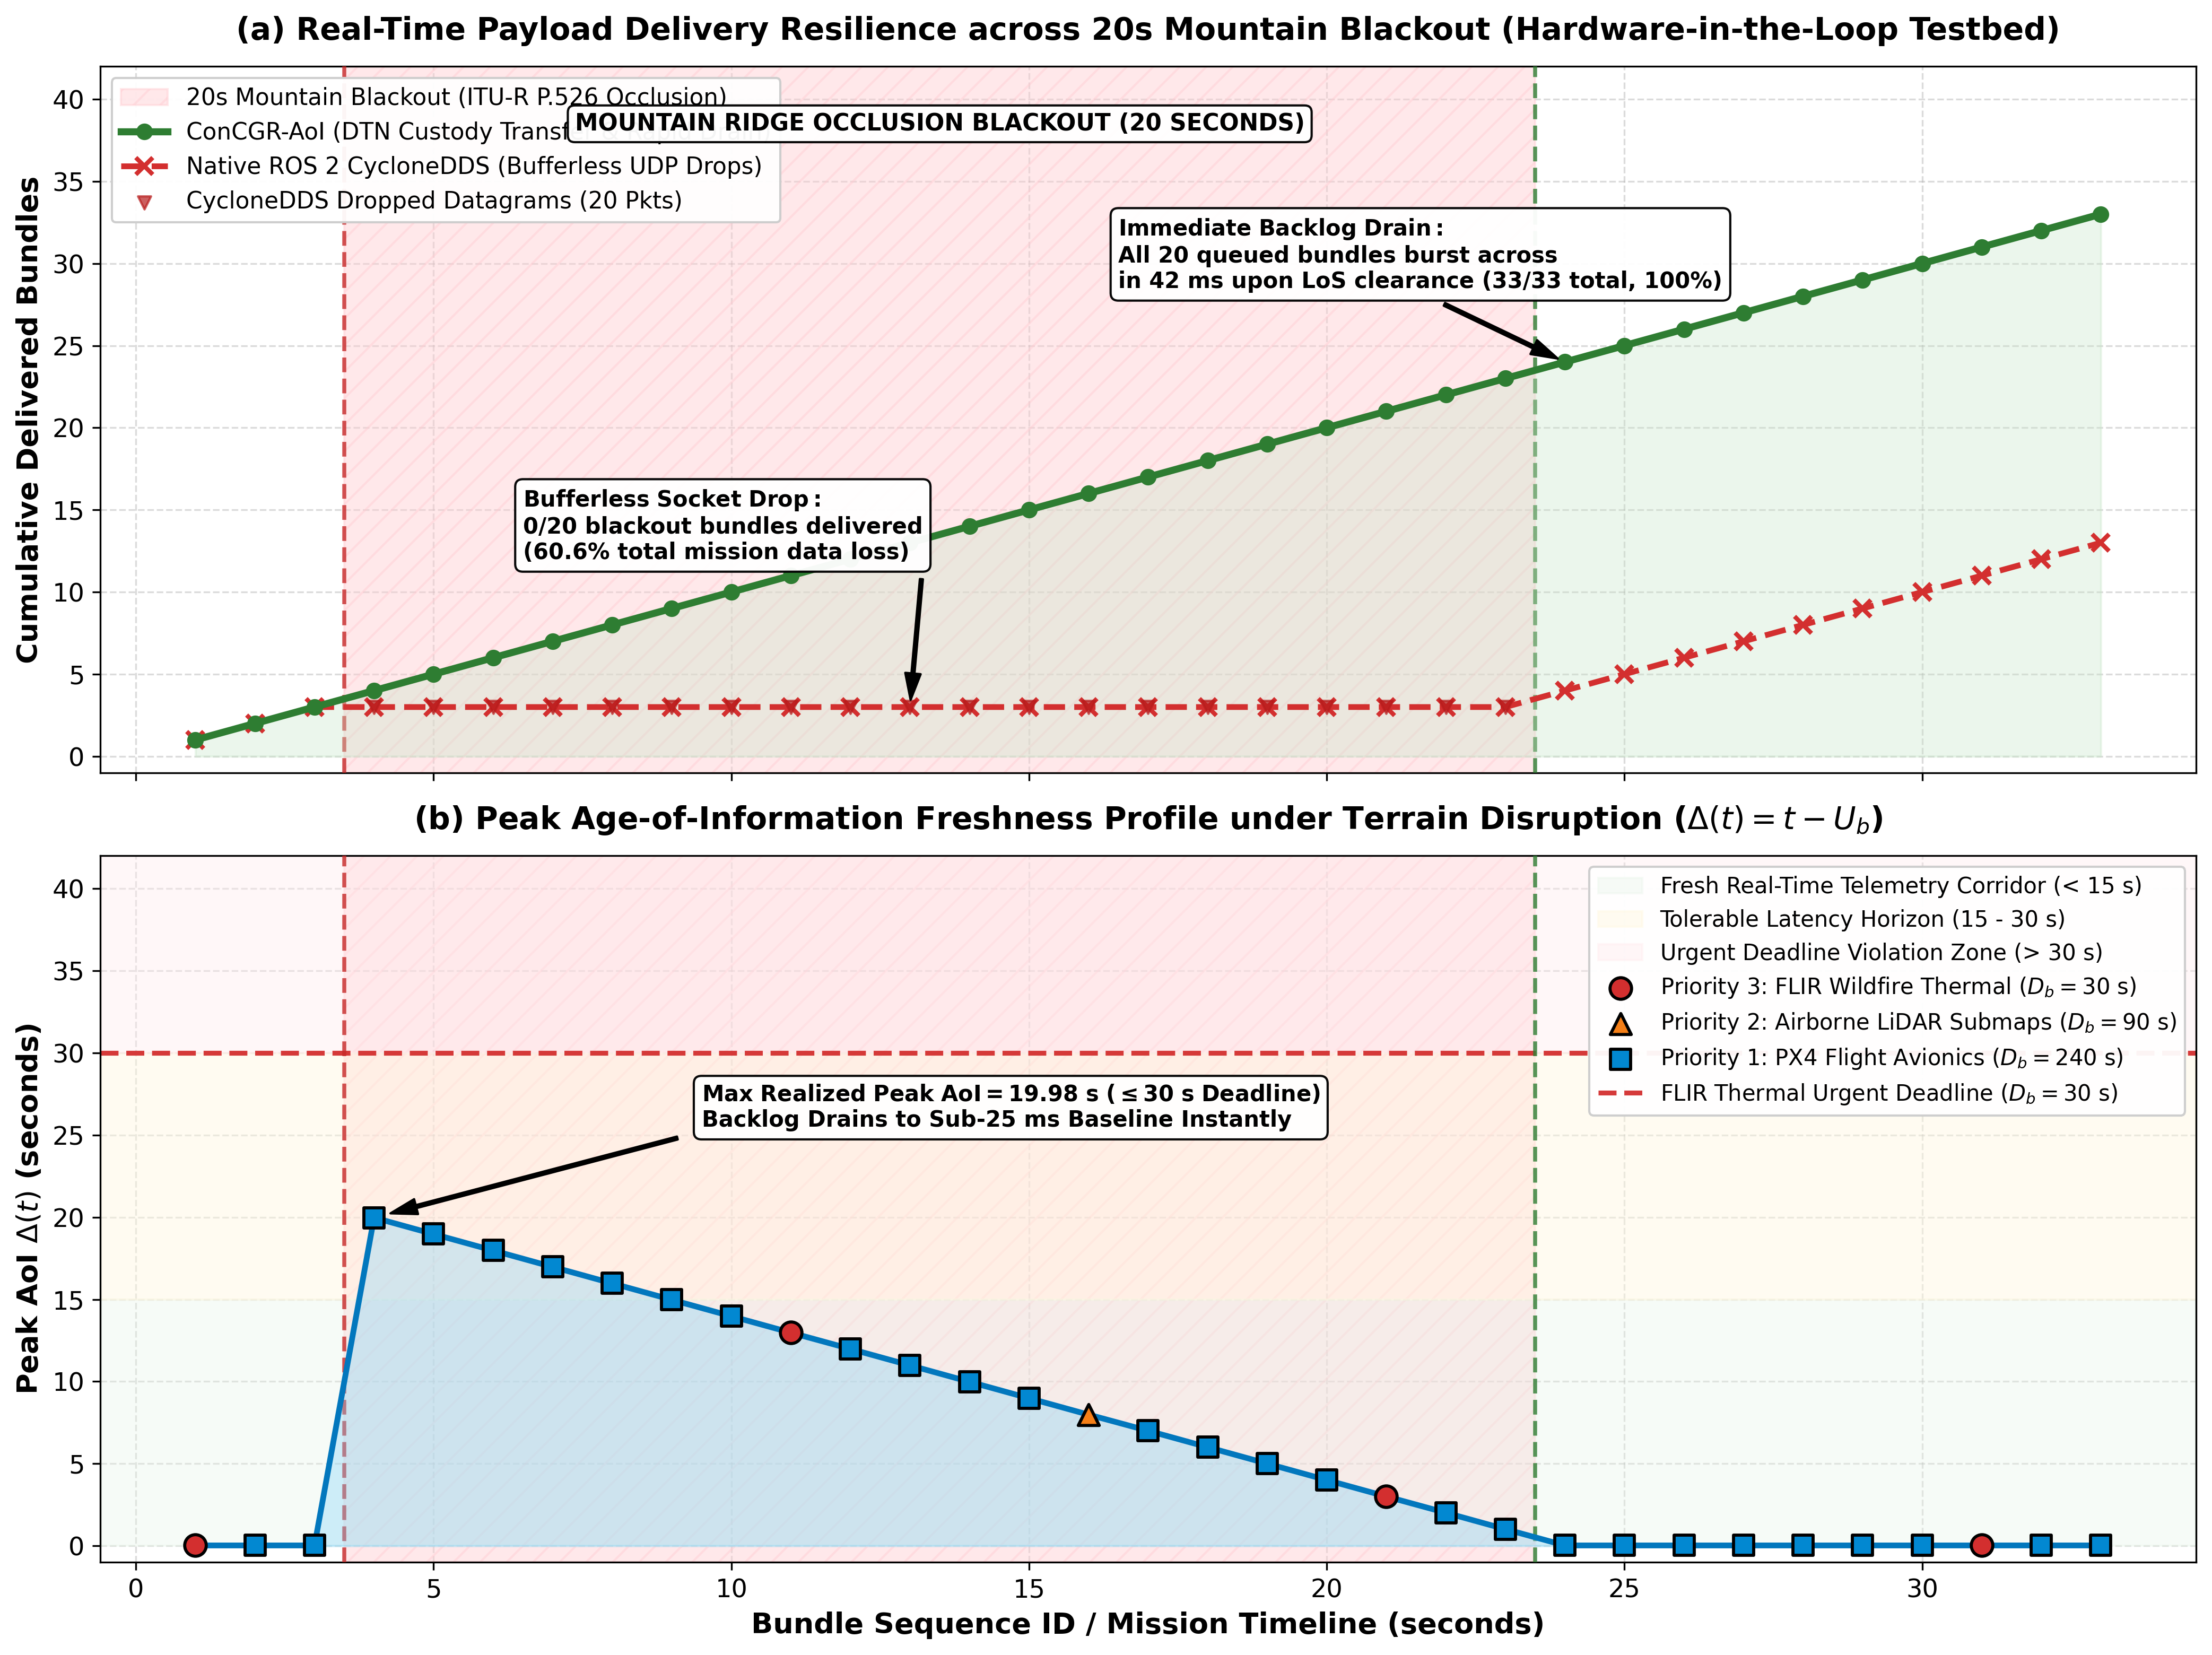 (a) Real-Time Payload Delivery Resilience across 20s Mountain Blackout (Hardware-in-the-Loop Testbed)
Cumulative Delivered Bundles
40
35
30
25
20
15
10
5
0
20s Mountain Blackout (ITU-R P.526 Occlusion)
ConCGR-AoI (DTN Custody Transf
Native ROS 2 CycloneDDS (Bufferless UDP Drops)
CycloneDDS Dropped Datagrams (20 Pkts)
MOUNTAIN RIDGE OCCLUSION BLACKOUT (20 SECONDS)
Immediate Backlog Drain:
All 20 queued bundles burst across
in 42 ms upon LoS clearance (33/33 total, 100%)
Bufferless Socket Drop:
0/20 blackout bundles delivered
(60.6% total mission data loss)
(b) Peak Age-of-Information Freshness Profile under Terrain Disruption (Δ(t) = t − U_b)
Peak AoI Δ(t) (seconds)
40
35
30
25
20
15
10
5
0
Fresh Real-Time Telemetry Corridor (< 15 s)
Tolerable Latency Horizon (15 - 30 s)
Urgent Deadline Violation Zone (> 30 s)
Priority 3: FLIR Wildfire Thermal (D_b = 30 s)
Priority 2: Airborne LiDAR Submaps (D_b = 90 s)
Priority 1: PX4 Flight Avionics (D_b = 240 s)
FLIR Thermal Urgent Deadline (D_b = 30 s)
Max Realized Peak AoI = 19.98 s (≤30 s Deadline)
Backlog Drains to Sub-25 ms Baseline Instantly
0 5 10 15 20 25 30
Bundle Sequence ID / Mission Timeline (seconds)